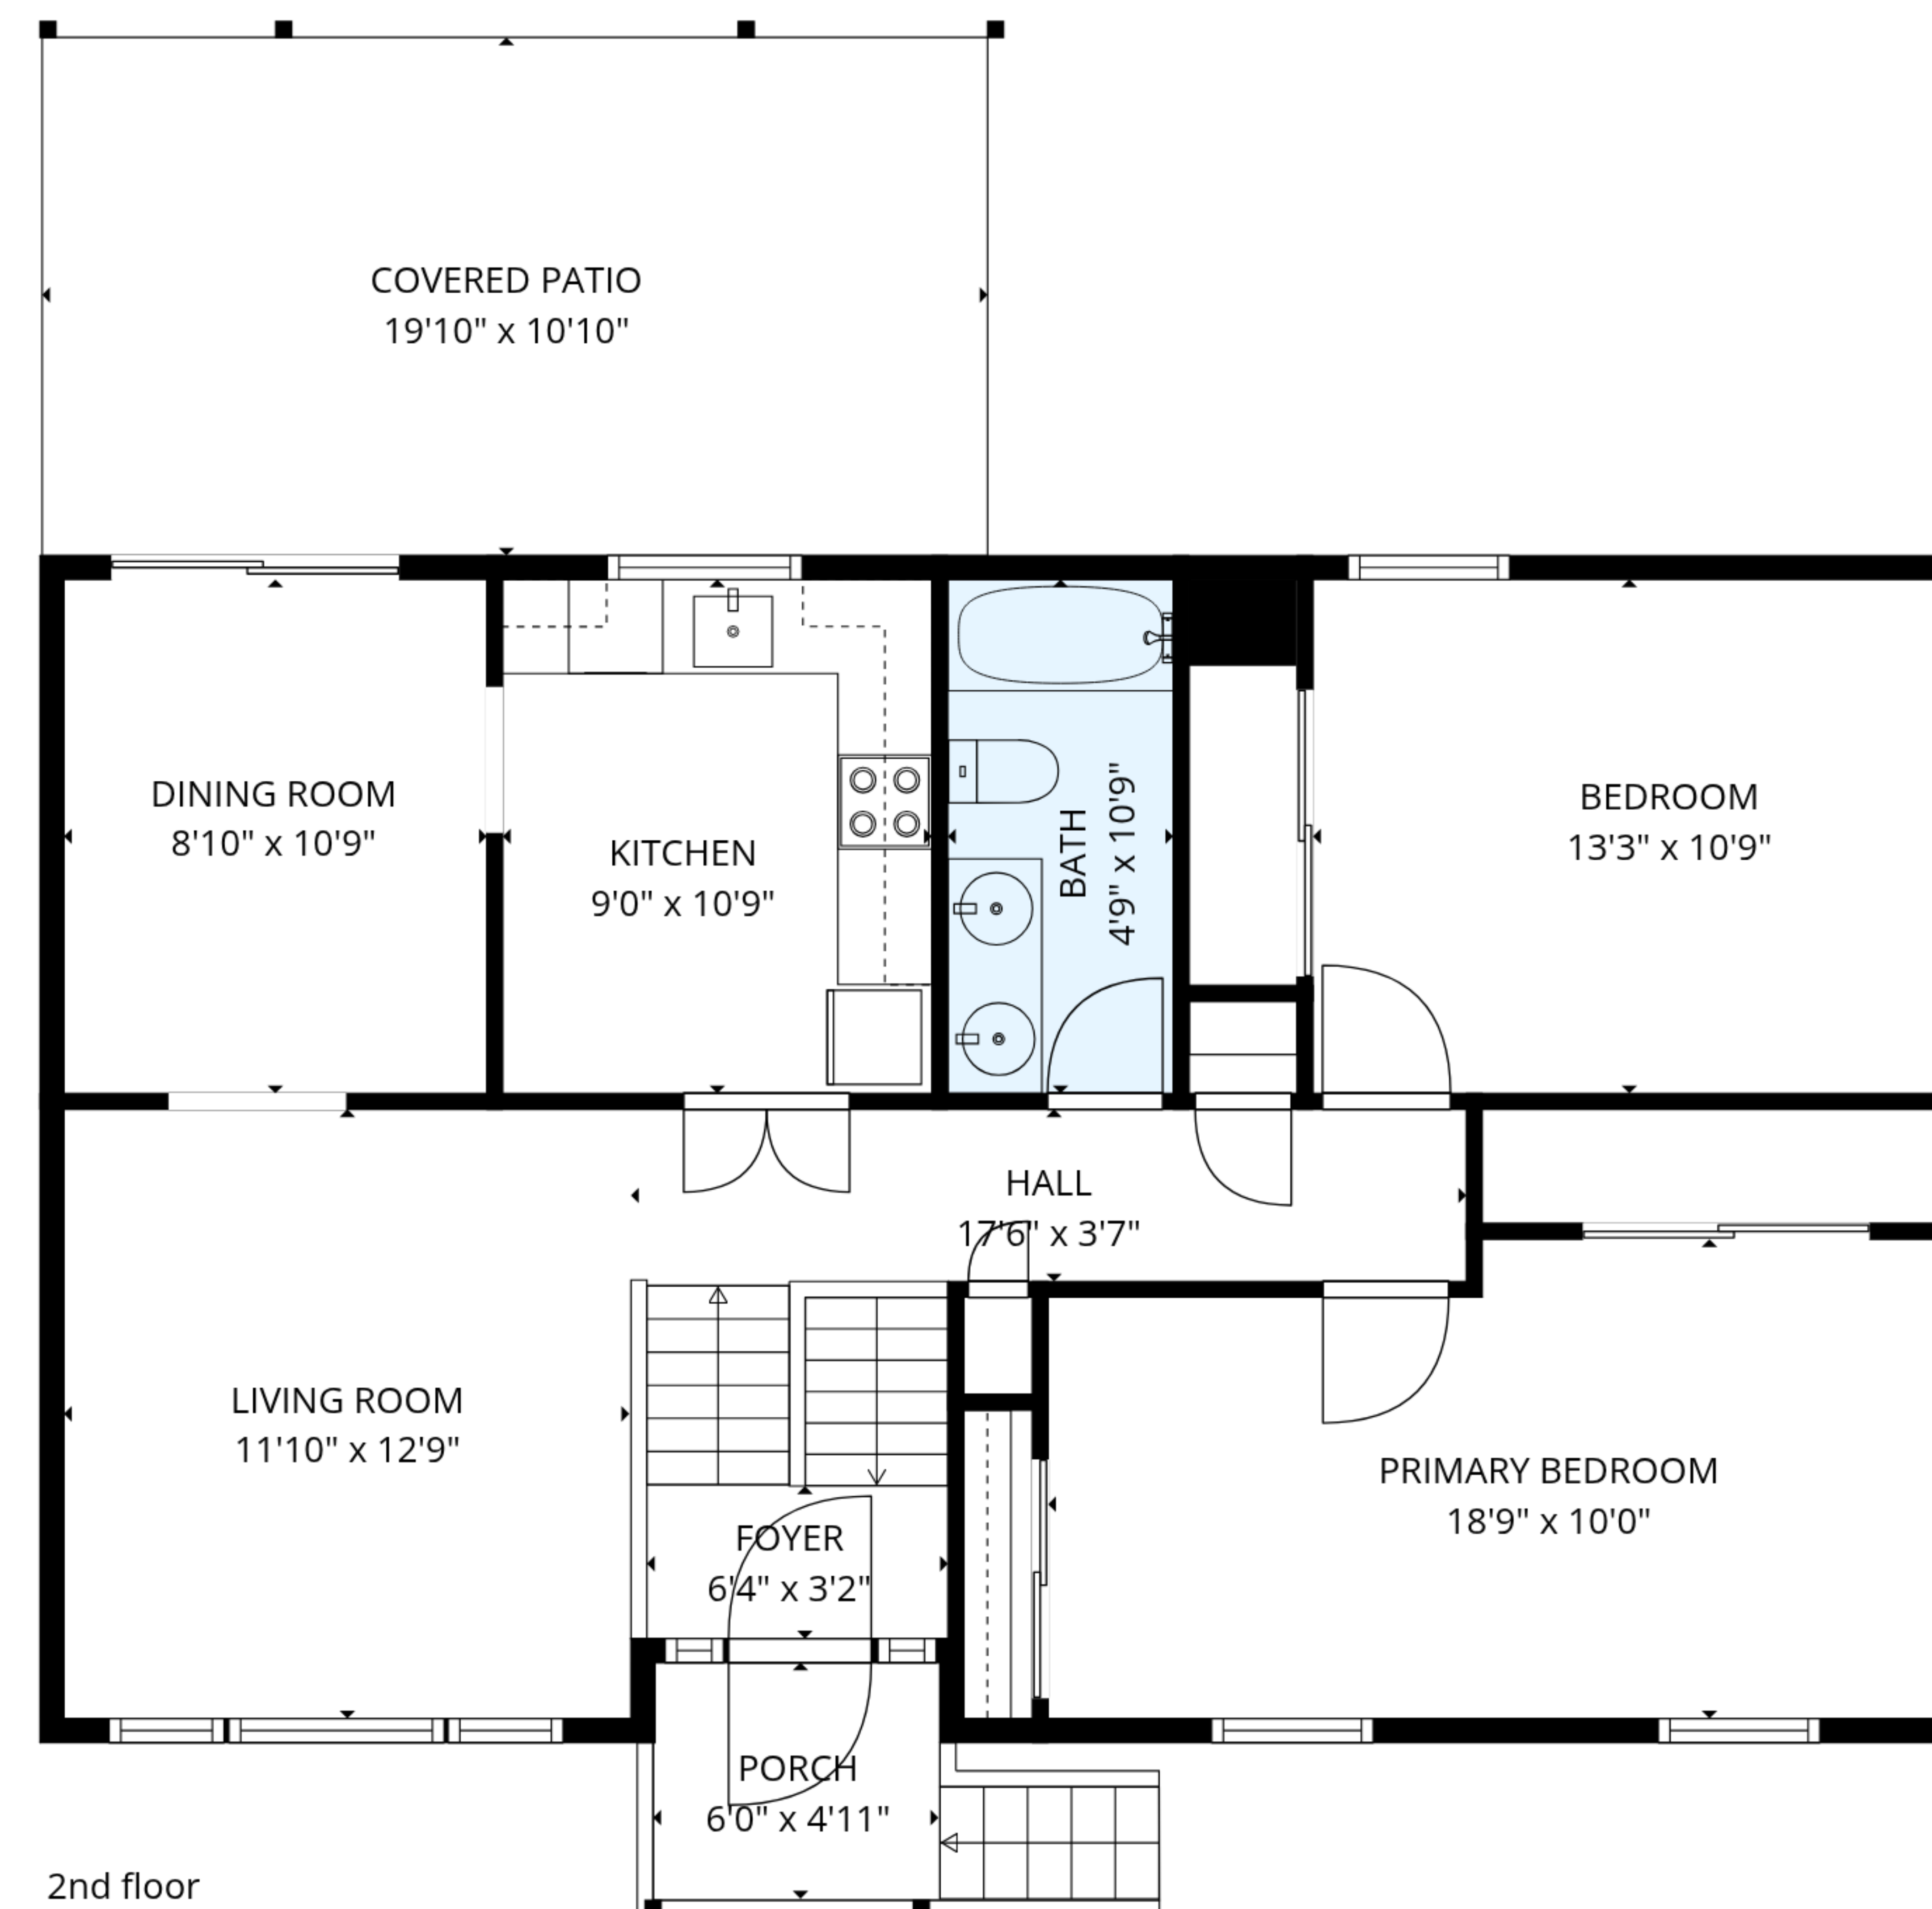 COVERED PATIO
19'10" x 10'10"
DINING ROOM
8'10" x 10'9"
KITCHEN
9'0" x 10'9"
BATH
4'9" x 10'9"
BEDROOM
13'3" x 10'9"
HALL
17'6" x 3'7"
LIVING ROOM
11'10" x 12'9"
FOYER
6'4" x 3'2"
PRIMARY BEDROOM
18'9" x 10'0"
PORCH
6'0" x 4'11"
2nd floor